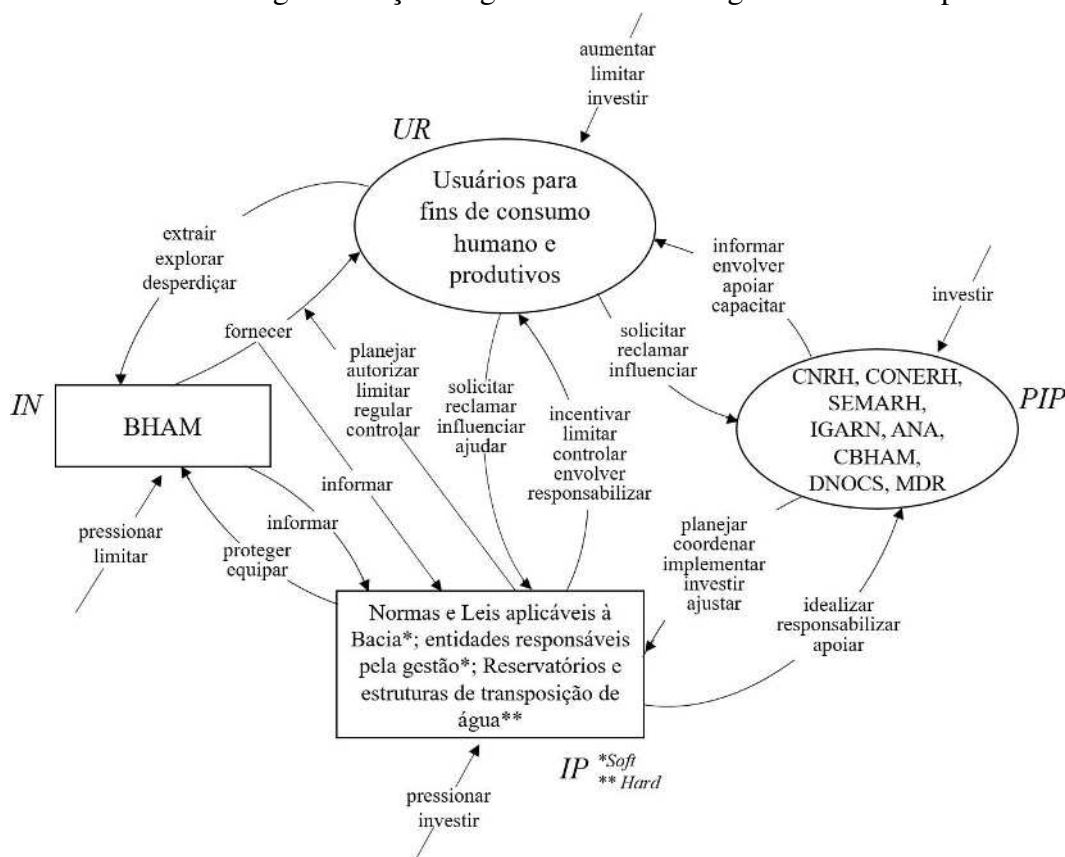 aumentar
limitar
investir
UR
Usuários para
fins de consumo
humano e
produtivos
extrair
explorar
desperdiçar
informar
envolver
apoiar
capacitar
investir
fornecer
planejar
autorizar
limitar
regular
controlar
solicitar
reclamar
influenciar
ajudar
incentivar
limitar
controlar
envolver
responsabilizar
solicitar
reclamar
influenciar
IN
BHAM
CNRH, CONERH,
SEMARH,
IGARN, ANA,
CBHAM,
DNOCS, MDR
PIP
pressionar
limitar
informar
proteger
equipar
informar
planejar
coordenar
implementar
investir
ajustar
idealizar
responsabilizar
apoiar
Normas e Leis aplicáveis à
Bacia*; entidades responsáveis
pela gestão*; Reservatórios e
estruturas de transposição de
água**
IP *Soft
** Hard
pressionar
investir